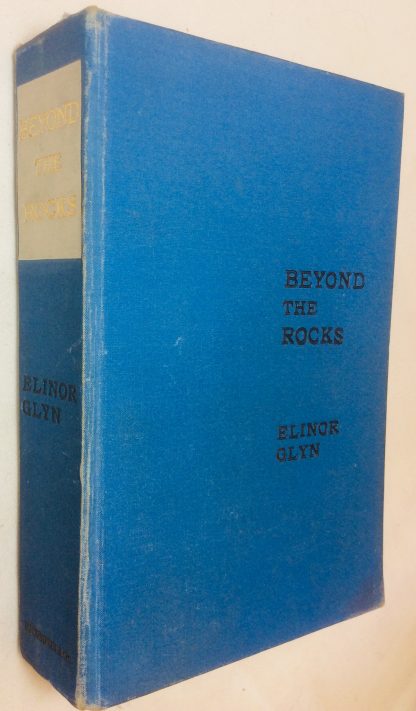 BEYOND
THE
ROCKS
ELINOR
GLYN
BEYOND
THE
ROCKS
ELINOR
GLYN